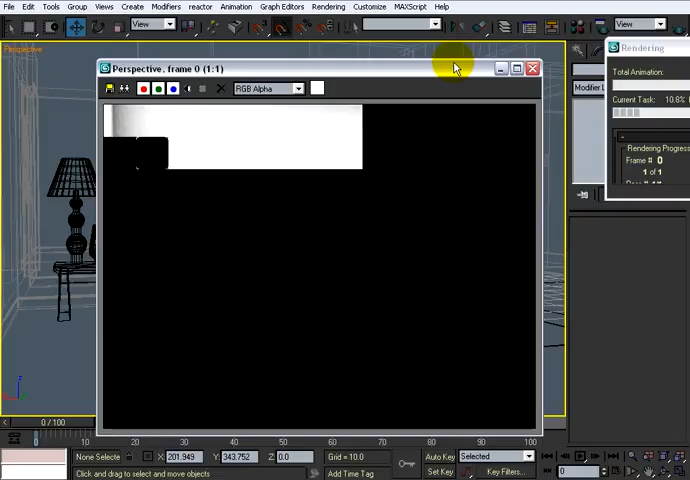 File Edit Tools Group Views Create Modifiers reactor Animation Graph Editors Rendering Customize MAXScript Help
View View
Perspective
Rendering
Perspective, frame 0 (1:1)
Total Animation:
RGB Alpha
Modifier L
Current Task: 10.8%
Rendering Progress
Frame # 0
1 of 1
z
0 / 100
10 40 50 60 70 80 90 100
None Selected X: 201.949 Y: 343.752 Z: 0.0 Grid = 10.0 Auto Key Selected
Click and drag to select and move objects Add Time Tag Set Key Key Filters... 0